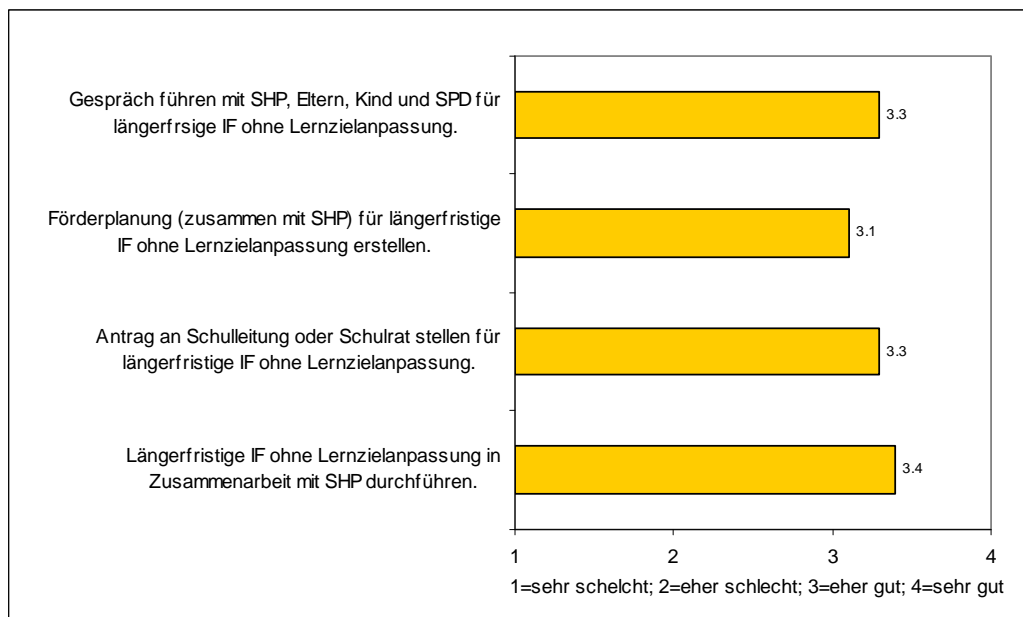 Gespräch führen mit SHP, Eltern, Kind und SPD für
längerfrsige IF ohne Lernzielanpassung.
3.3
Förderplanung (zusammen mit SHP) für längerfristige
IF ohne Lernzielanpassung erstellen.
3.1
Antrag an Schulleitung oder Schulrat stellen für
längerfristige IF ohne Lernzielanpassung.
3.3
Längerfristige IF ohne Lernzielanpassung in
Zusammenarbeit mit SHP durchführen.
3.4
1 2 3 4
1=sehr schelcht; 2=eher schlecht; 3=eher gut; 4=sehr gut